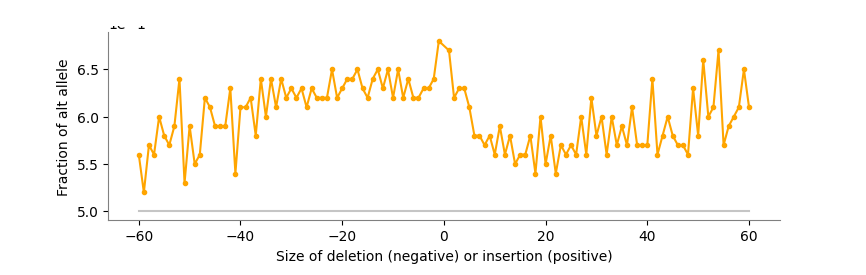 6.5
6.0
5.5
5.0
Fraction of alt allele
−60 −40 −20 0 20 40 60
Size of deletion (negative) or insertion (positive)